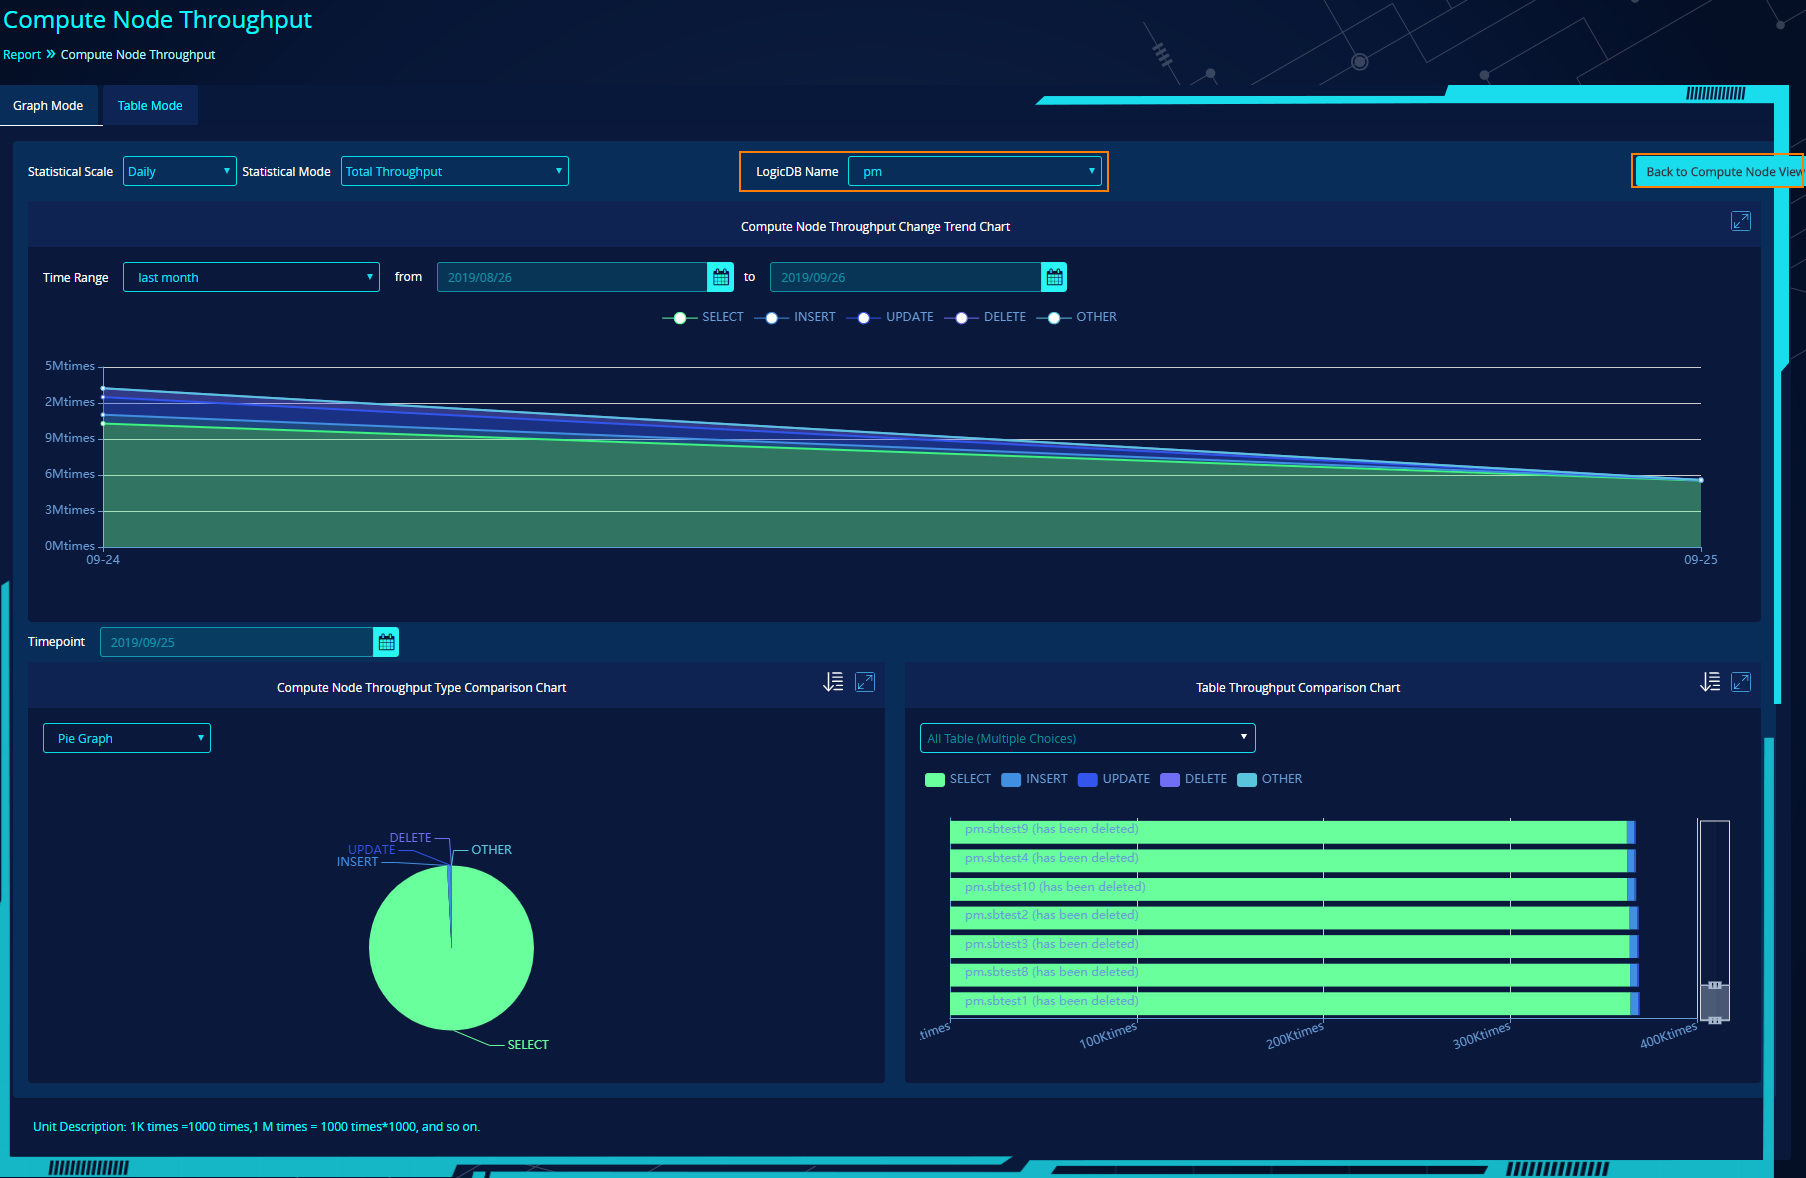 Compute Node Throughput
Report » Compute Node Throughput
Graph Mode Table Mode
Statistical Scale Daily Statistical Mode Total Throughput LogicDB Name pm Back to Compute Node View
Compute Node Throughput Change Trend Chart
Time Range last month from 2019/08/26 to 2019/09/26
SELECT INSERT UPDATE DELETE OTHER
5Mtimes
2Mtimes
9Mtimes
6Mtimes
3Mtimes
0Mtimes
09-24 09-25
Timepoint 2019/09/25
Compute Node Throughput Type Comparison Chart
Pie Graph
DELETE
UPDATE OTHER
INSERT
SELECT
Table Throughput Comparison Chart
All Table (Multiple Choices)
SELECT INSERT UPDATE DELETE OTHER
pm.sbtest9 (has been deleted)
pm.sbtest4 (has been deleted)
pm.sbtest10 (has been deleted)
pm.sbtest2 (has been deleted)
pm.sbtest3 (has been deleted)
pm.sbtest8 (has been deleted)
pm.sbtest1 (has been deleted)
times 100Ktimes 200Ktimes 300Ktimes 400Ktimes
Unit Description: 1K times =1000 times,1 M times = 1000 times*1000, and so on.